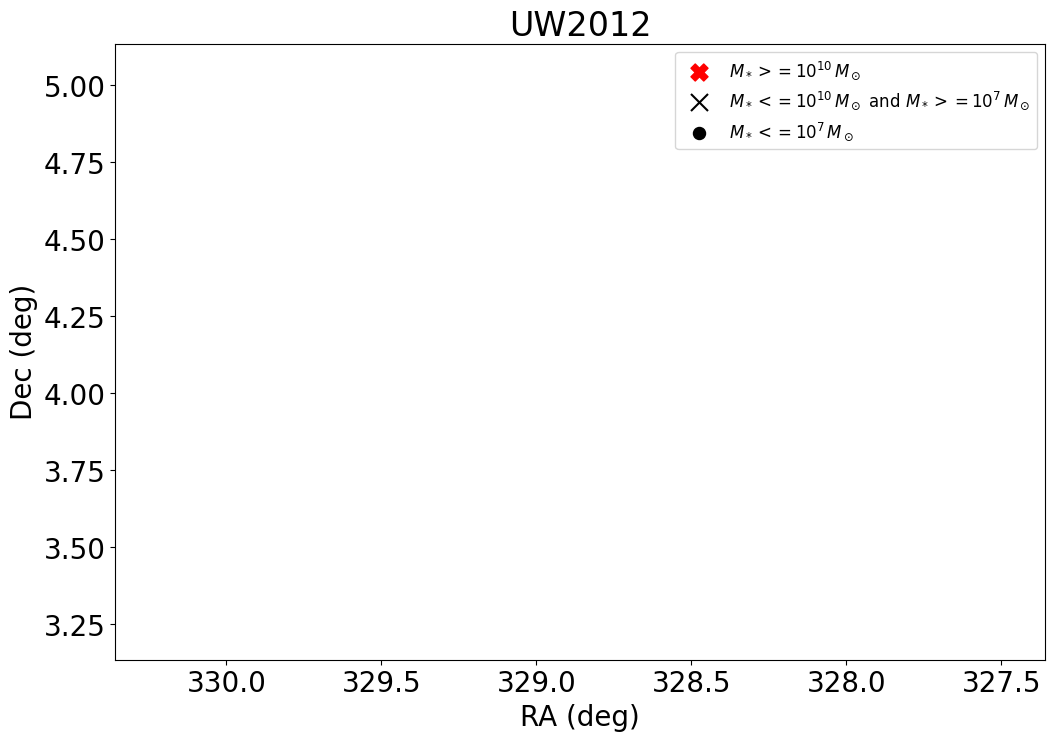 UW2012
M* >= 10^10 M⊙
M* <= 10^10 M⊙ and M* >= 10^7 M⊙
M* <= 10^7 M⊙
5.00
4.75
4.50
4.25
4.00
3.75
3.50
3.25
Dec (deg)
330.0 329.5 329.0 328.5 328.0 327.5
RA (deg)